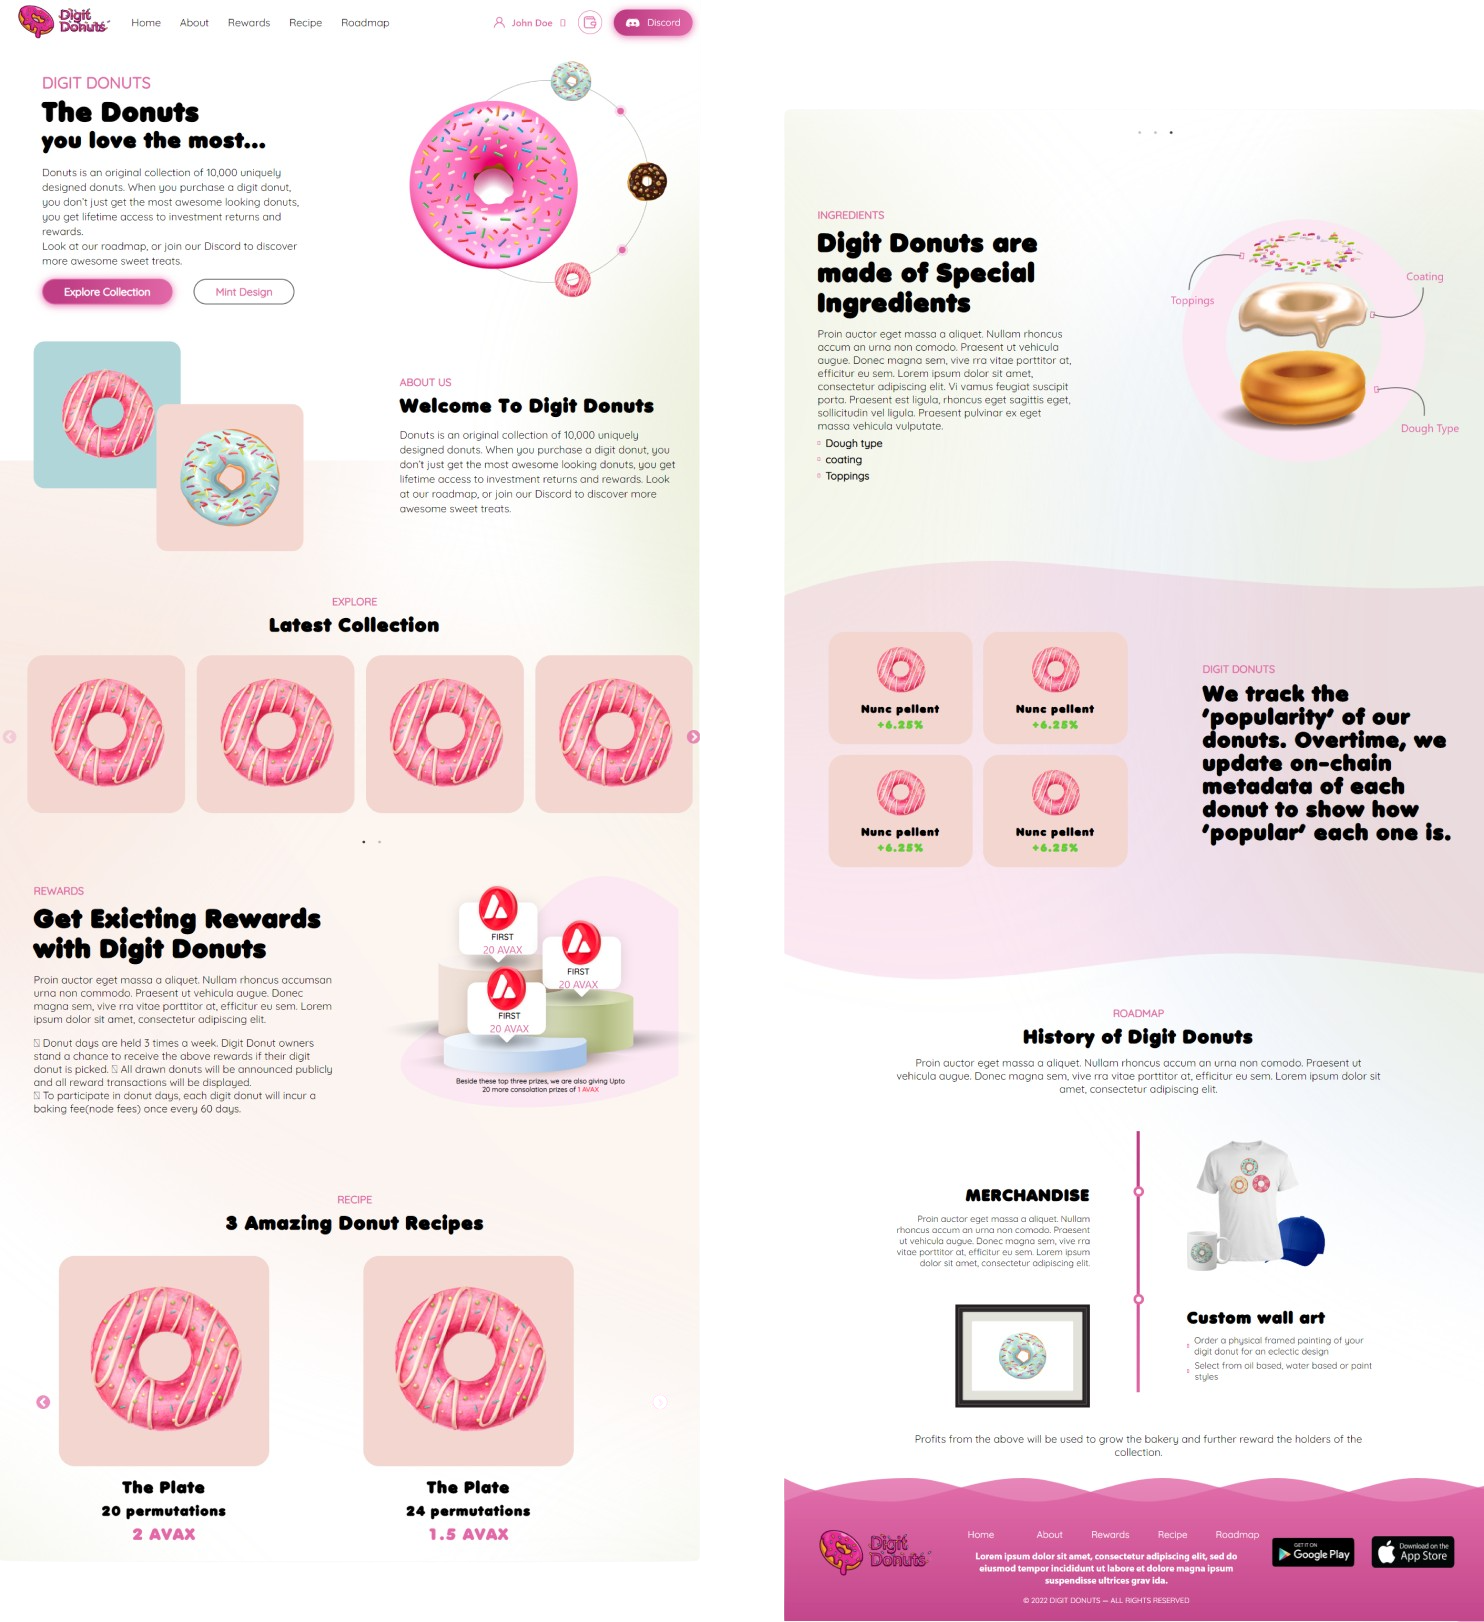 Digit
Donuts
Home
About
Rewards
Recipe
Roadmap
John Doe
Discord
DIGIT DONUTS
The Donuts
you love the most...
Donuts is an original collection of 10,000 uniquely
designed donuts. When you purchase a digit donut,
you don't just get the most awesome looking donuts,
you get lifetime access to investment returns and
rewards.
Look at our roadmap, or join our Discord to discover
more awesome sweet treats.
Explore Collection
Mint Design
ABOUT US
Welcome To Digit Donuts
Donuts is an original collection of 10,000 uniquely
designed donuts. When you purchase a digit donut, you
don't just get the most awesome looking donuts, you get
lifetime access to investment returns and rewards. Look
at our roadmap, or join our Discord to discover more
awesome sweet treats.
EXPLORE
Latest Collection
REWARDS
Get Exicting Rewards
with Digit Donuts
Proin auctor eget massa a aliquet. Nullam rhoncus accumsan
urna non commodo. Praesent ut vehicula augue. Donec
magna sem, vive rra vitae porttitor at, efficitur eu sem. Lorem
ipsum dolor sit amet, consectetur adipiscing elit.
Donut days are held 3 times a week. Digit Donut owners
stand a chance to receive the above rewards if their digit
donut is picked. All drawn donuts will be announced publicly
and all reward transactions will be displayed.
To participate in donut days, each digit donut will incur a
baking fee(node fees) once every 60 days.
FIRST
20 AVAX
FIRST
20 AVAX
FIRST
20 AVAX
Beside these top three prizes, we are also giving Upto
20 more consolation prizes of 1 AVAX
RECIPE
3 Amazing Donut Recipes
The Plate
20 permutations
2 AVAX
The Plate
24 permutations
1.5 AVAX
INGREDIENTS
Digit Donuts are
made of Special
Ingredients
Proin auctor eget massa a aliquet. Nullam rhoncus
accum an urna non comodo. Praesent ut vehicula
augue. Donec magna sem, vive rra vitae porttitor at,
efficitur eu sem. Lorem ipsum dolor sit amet,
consectetur adipiscing elit. Vi vamus feugiat suscipit
porta. Praesent est ligula, rhoncus eget sagittis eget,
sollicitudin vel ligula. Praesent pulvinar ex eget
massa vehicula vulputate.
Dough type
coating
Toppings
Toppings
Coating
Dough Type
Nunc pellent
+6.25%
Nunc pellent
+6.25%
Nunc pellent
+6.25%
Nunc pellent
+6.25%
DIGIT DONUTS
We track the
'popularity' of our
donuts. Overtime, we
update on-chain
metadata of each
donut to show how
'popular' each one is.
ROADMAP
History of Digit Donuts
Proin auctor eget massa a aliquet. Nullam rhoncus accum an urna non comodo. Praesent ut
vehicula augue. Donec magna sem, vive rra vitae porttitor at, efficitur eu sem. Lorem ipsum dolor sit
amet, consectetur adipiscing elit.
MERCHANDISE
Proin auctor eget massa a aliquet. Nullam
rhoncus accum an urna non comodo. Praesent
ut vehicula augue. Donec magna sem, vive rra
vitae porttitor at, efficitur eu sem. Lorem ipsum
dolor sit amet, consectetur adipiscing elit.
Custom wall art
Order a physical framed painting of your
digit donut for an eclectic design
Select from oil based, water based or paint
styles
Profits from the above will be used to grow the bakery and further reward the holders of the
collection.
Digit
Donuts
Home
About
Rewards
Recipe
Roadmap
Lorem ipsum dolor sit amet, consectetur adipiscing elit, sed do
eiusmod tempor incididunt ut labore et dolore magna ipsum
suspendisse ultrices grav ida.
© 2022 DIGIT DONUTS — ALL RIGHTS RESERVED
GET IT ON
Google Play
Download on the
App Store